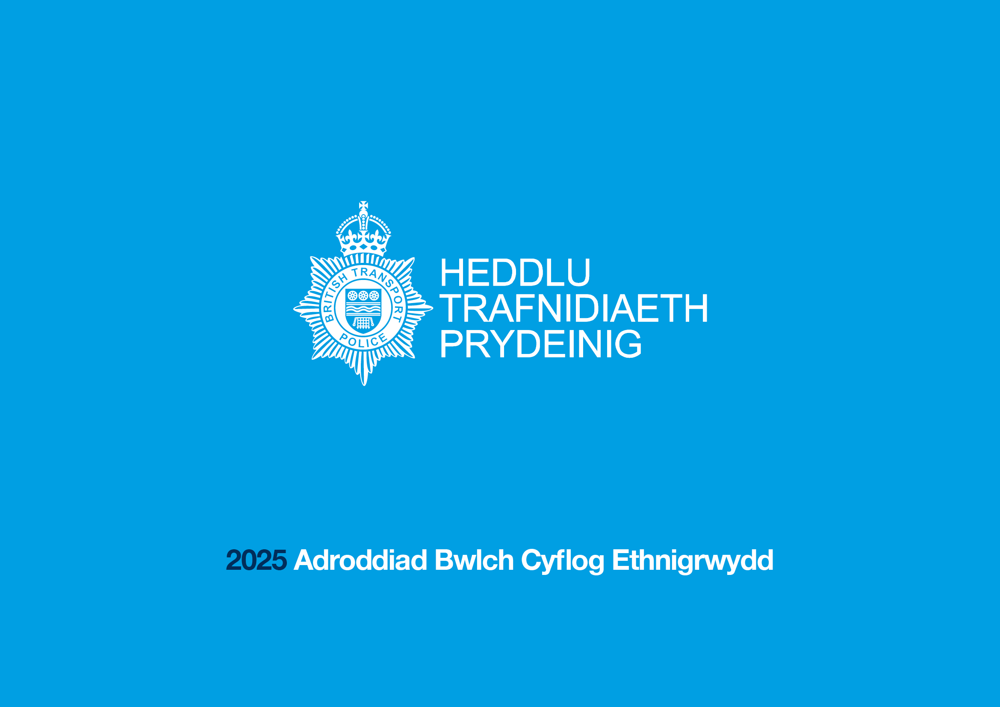 BRITISH TRANSPORT
POLICE
HEDDLU
TRAFNIDIAETH
PRYDEINIG
2025 Adroddiad Bwlch Cyflog Ethnigrwydd